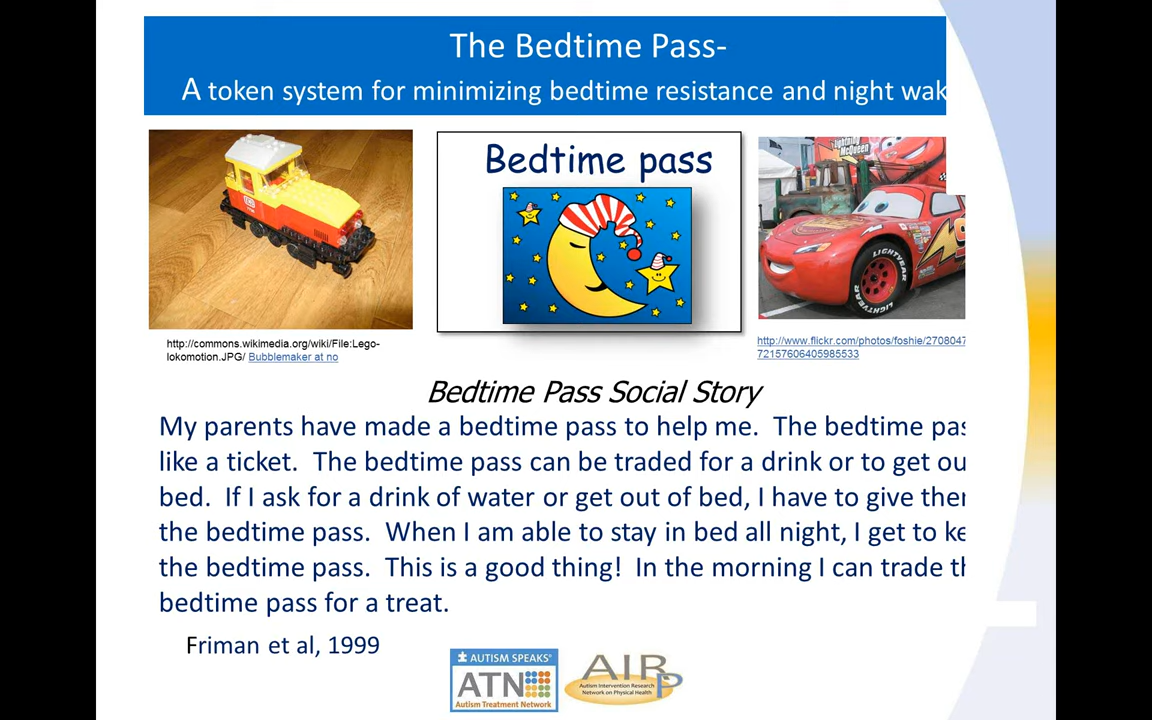 The Bedtime Pass-
A token system for minimizing bedtime resistance and night wak
Bedtime pass
Lightning
McQueen
LIGHTYEAR
LIGHTYEAR
http://commons.wikimedia.org/wiki/File:Lego-
lokomotion.JPG/ Bubblemaker at no
http://www.flickr.com/photos/foshie/2708047
72157606405985533
Bedtime Pass Social Story
My parents have made a bedtime pass to help me. The bedtime pas
like a ticket. The bedtime pass can be traded for a drink or to get ou
bed. If I ask for a drink of water or get out of bed, I have to give ther
the bedtime pass. When I am able to stay in bed all night, I get to ke
the bedtime pass. This is a good thing! In the morning I can trade th
bedtime pass for a treat.
Friman et al, 1999
AUTISM SPEAKS®
ATN
Autism Treatment Network
AIR P
Autism Intervention Research
Network on Physical Health